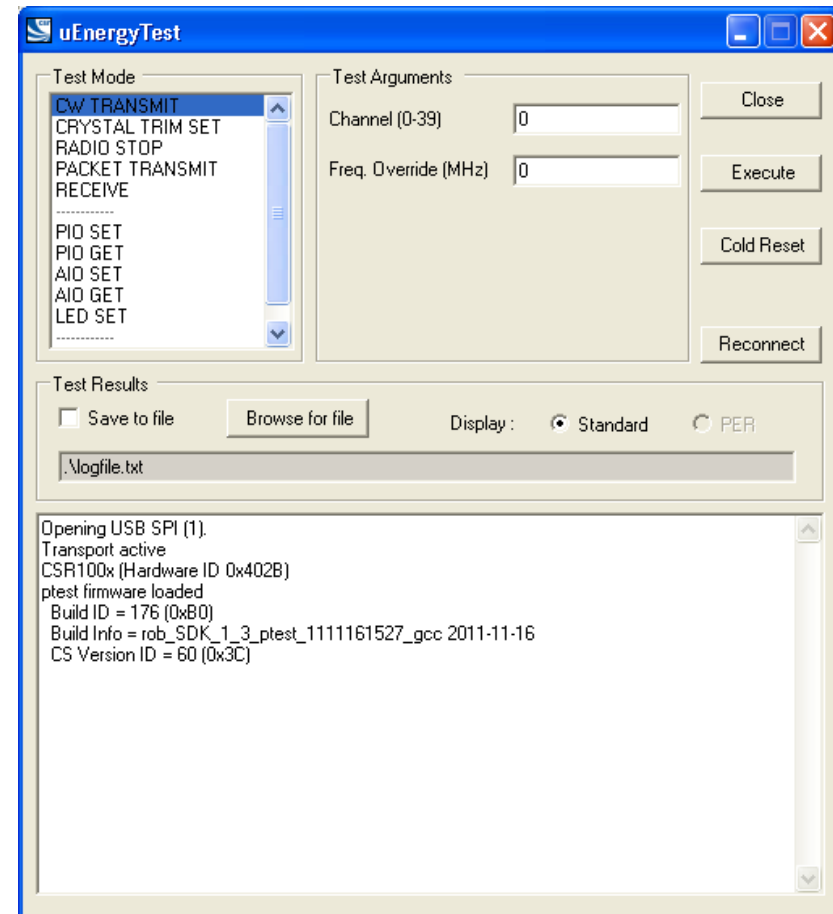 uEnergyTest
Test Mode
CW TRANSMIT
CRYSTAL TRIM SET
RADIO STOP
PACKET TRANSMIT
RECEIVE
------------
PIO SET
PIO GET
AIO SET
AIO GET
LED SET
------------
Test Arguments
Channel (0-39) 0
Freq. Override (MHz) 0
Close
Execute
Cold Reset
Reconnect
Test Results
Save to file Browse for file Display : Standard PER
.\logfile.txt
Opening USB SPI (1).
Transport active
CSR100x (Hardware ID 0x402B)
ptest firmware loaded
Build ID = 176 (0xB0)
Build Info = rob_SDK_1_3_ptest_1111161527_gcc 2011-11-16
CS Version ID = 60 (0x3C)